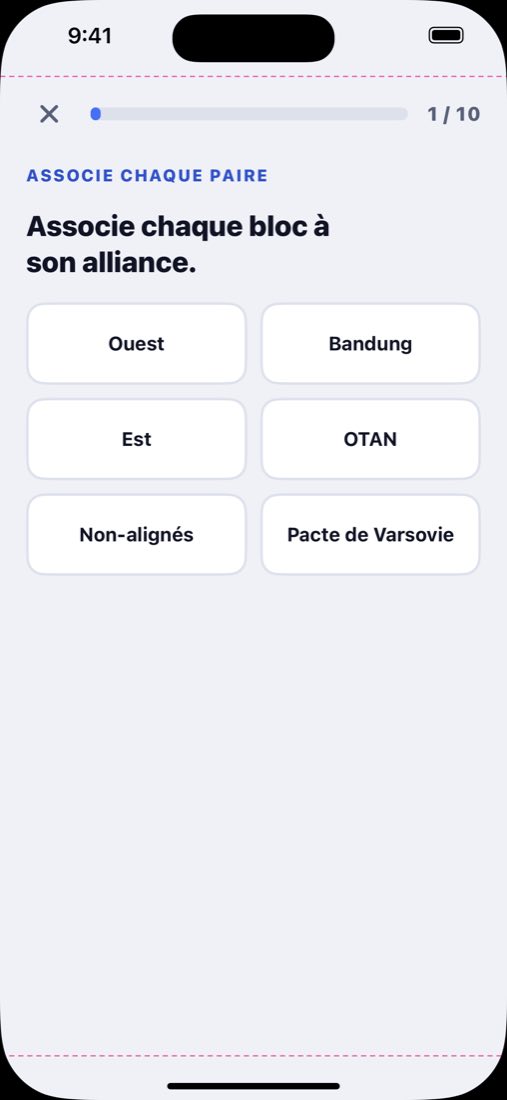 9:41
1 / 10
ASSOCIE CHAQUE PAIRE
Associe chaque bloc à
son alliance.
Ouest
Bandung
Est
OTAN
Non-alignés
Pacte de Varsovie